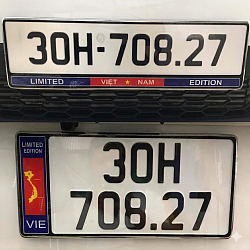 30H-708.27
LIMITED VIỆT ★ NAM EDITION
LIMITED
EDITION
30H
708.27
VIE